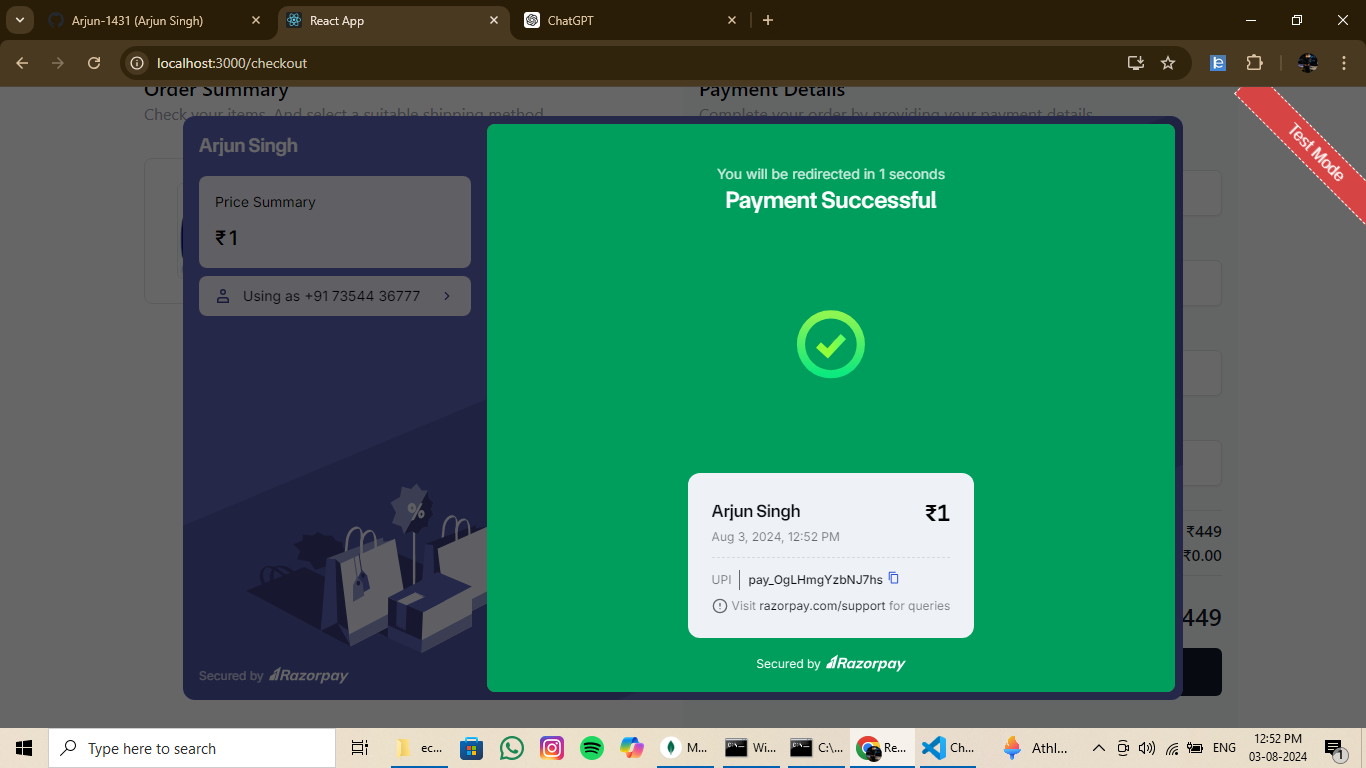 Arjun-1431 (Arjun Singh)
React App
ChatGPT
localhost:3000/checkout
Order Summary
Check your items. And select a suitable shipping method.
Payment Details
Complete your order by providing your payment details.
Test Mode
Arjun Singh
Price Summary
₹1
Using as +91 73544 36777
%
Secured by Razorpay
You will be redirected in 1 seconds
Payment Successful
Arjun Singh
₹1
Aug 3, 2024, 12:52 PM
UPI
pay_OgLHmgYzbNJ7hs
Visit razorpay.com/support for queries
Secured by Razorpay
₹449
₹0.00
449
Type here to search
ec...
M...
Wi...
C:\...
Re...
Ch...
Athl...
ENG
12:52 PM
03-08-2024
1